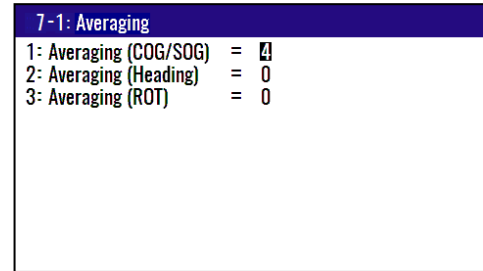 7-1: Averaging
1: Averaging (COG/SOG) = 4
2: Averaging (Heading) = 0
3: Averaging (ROT) = 0